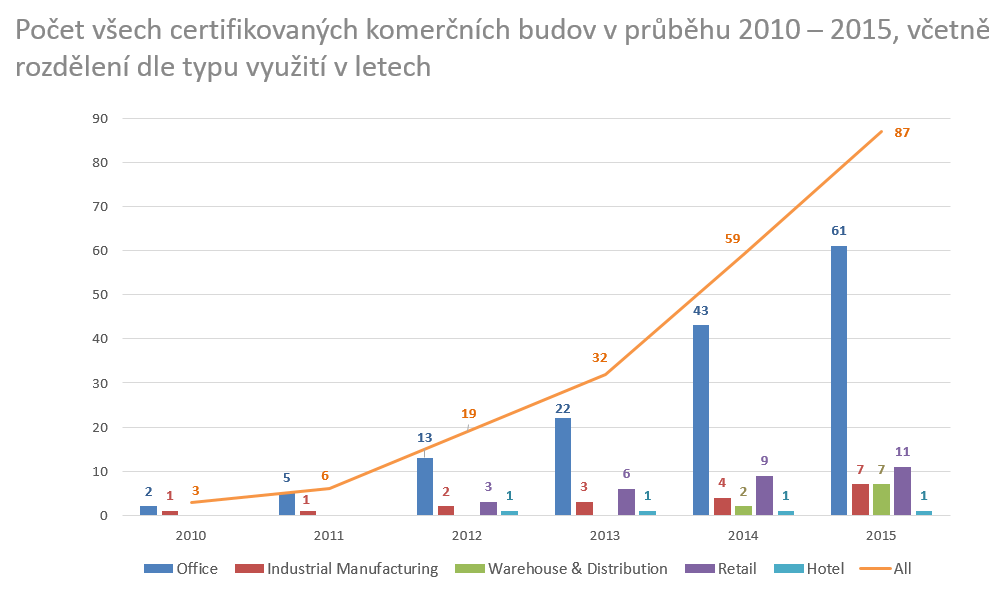 Počet všech certifikovaných komerčních budov v průběhu 2010 – 2015, včetně
rozdělení dle typu využití v letech
90
80
70
60
50
40
30
20
10
0
2 1 3
5 1 6
13 2 3 1 19
22 3 6 1 32
43 4 2 9 1 59
61 7 7 11 1 87
2010 2011 2012 2013 2014 2015
Office Industrial Manufacturing Warehouse & Distribution Retail Hotel All